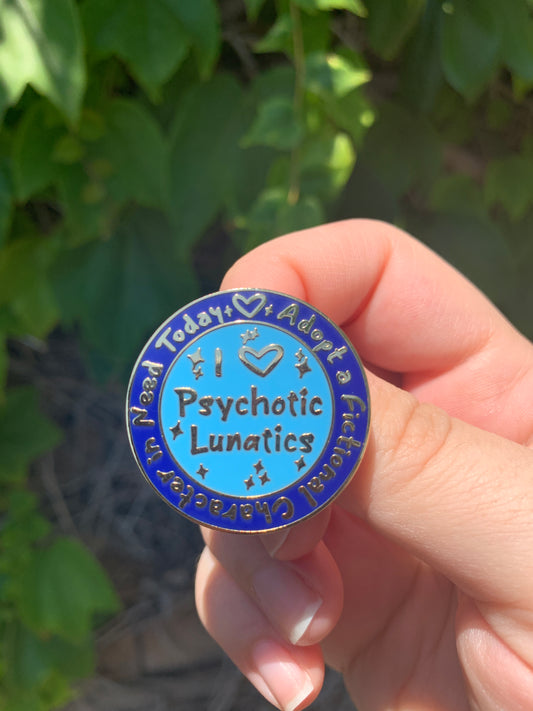 Adopt a Fictional Character in Need Today
I ♡
Psychotic
Lunatics